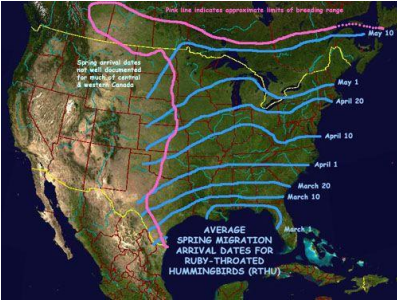 Pink line indicates approximate limits of breeding range
May 10
Spring arrival dates
not well documented
for much of central
& western Canada
May 1
April 20
April 10
April 1
March 20
March 10
March 1
AVERAGE
SPRING MIGRATION
ARRIVAL DATES FOR
RUBY-THROATED
HUMMINGBIRDS (RTHU)